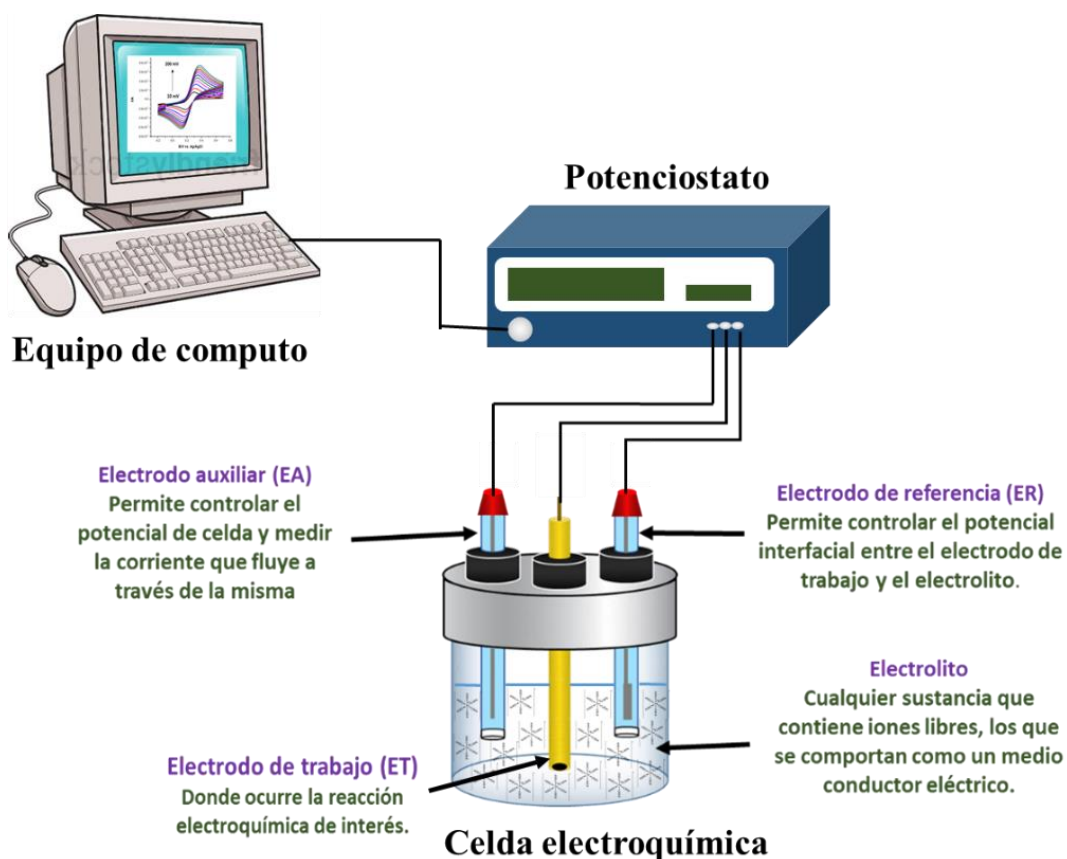 200 mV
Potenciostato
Equipo de computo
Electrodo auxiliar (EA)
Permite controlar el
potencial de celda y medir
la corriente que fluye a
través de la misma
Electrodo de referencia (ER)
Permite controlar el potencial
interfacial entre el electrodo de
trabajo y el electrolito.
Electrolito
Cualquier sustancia que
contiene iones libres, los que
se comportan como un medio
conductor eléctrico.
Electrodo de trabajo (ET)
Donde ocurre la reacción
electroquímica de interés.
Celda electroquímica